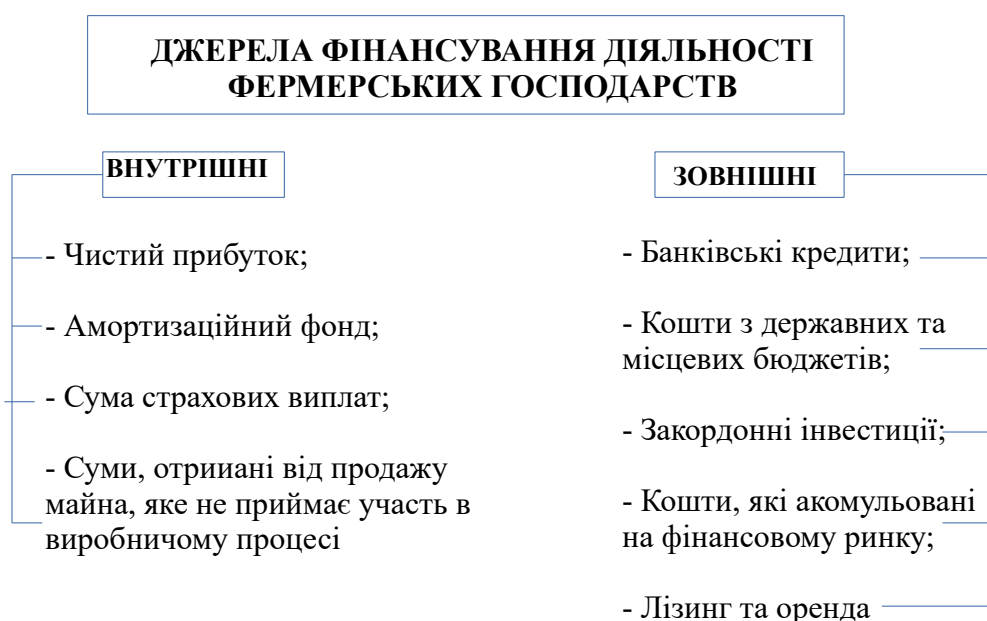 ДЖЕРЕЛА ФІНАНСУВАННЯ ДІЯЛЬНОСТІ
ФЕРМЕРСЬКИХ ГОСПОДАРСТВ
ВНУТРІШНІ
- Чистий прибуток;
- Амортизаційний фонд;
- Сума страхових виплат;
- Суми, отрииані від продажу
майна, яке не приймає участь в
виробничому процесі
ЗОВНІШНІ
- Банківські кредити;
- Кошти з державних та
місцевих бюджетів;
- Закордонні інвестиції;
- Кошти, які акомульовані
на фінансовому ринку;
- Лізинг та оренда